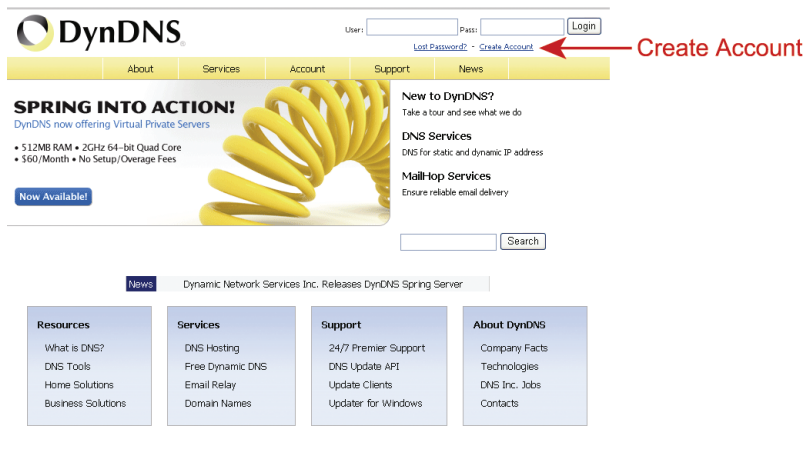 DynDNS
User: Pass: Login
Lost Password? - Create Account
Create Account
About Services Account Support News
SPRING INTO ACTION!
DynDNS now offering Virtual Private Servers
• 512MB RAM • 2GHz 64-bit Quad Core
• $60/Month • No Setup/Overage Fees
Now Available!
New to DynDNS?
Take a tour and see what we do
DNS Services
DNS for static and dynamic IP address
MailHop Services
Ensure reliable email delivery
Search
News Dynamic Network Services Inc. Releases DynDNS Spring Server
Resources
What is DNS?
DNS Tools
Home Solutions
Business Solutions
Services
DNS Hosting
Free Dynamic DNS
Email Relay
Domain Names
Support
24/7 Premier Support
DNS Update API
Update Clients
Updater for Windows
About DynDNS
Company Facts
Technologies
DNS Inc. Jobs
Contacts